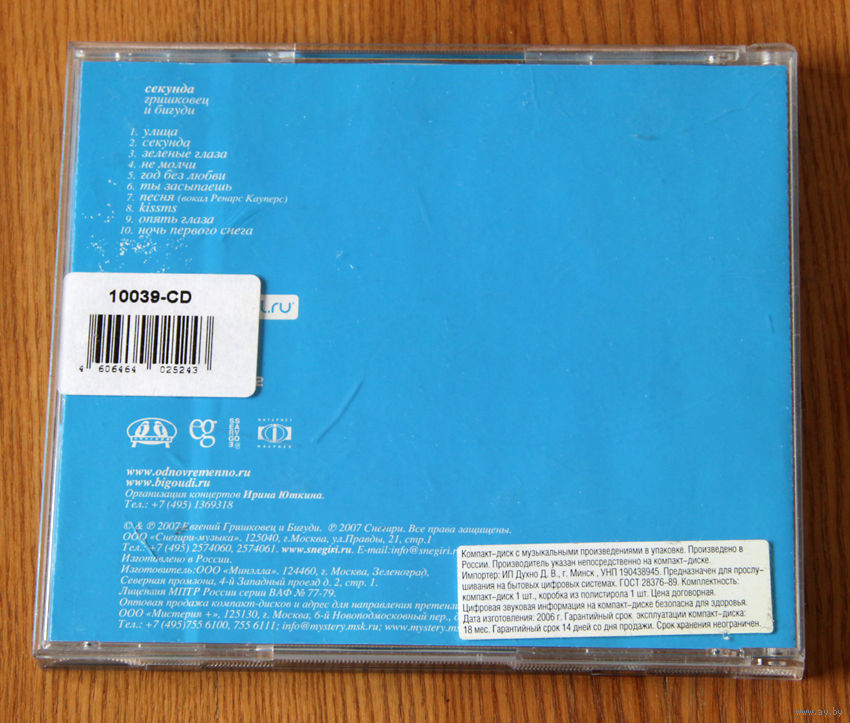 секунда
гришковец
и бигуди
1. улица
2. секунда
3. зеленые глаза
4. не молчи
5. год без любви
6. ты засыпаешь
7. песня (вокал Ренарс Кауперс)
8. kissms
9. опять глаза
10. ночь первого снега
10039-CD
.ru
4 606464 025243
eg
ИНТЕРНЕТ
www.odnovremenno.ru
www.bigoudi.ru
Организация концертов Ирина Юткина.
Тел.: +7 (495) 1369318
© & ℗ 2007 Евгений Гришковец и Бигуди. ℗ 2007 Снегири. Все права защищены.
ООО «Снегири-музыка». 125040, г.Москва, ул.Правды, 21, стр.1
Тел.: +7 (495) 2574060, 2574061. www.snegiri.ru. E-mail:info@snegiri.r
Изготовлено в России.
Изготовитель:ООО «Минэлла». 124460, г. Москва, Зеленоград,
Северная промзона, 4-й Западный проезд д. 2, стр. 1.
Лицензия МПТР России серии ВАФ № 77-79.
Оптовая продажа компакт-дисков и адрес для направления претенз
ООО «Мистерия +», 125130, г. Москва, 6-й Новоподмосковный пер.,
Тел.: +7 (495)755 6100, 755 6111; info@mystery.msk.ru; www.mystery.ms
Компакт-диск с музыкальными произведениями в упаковке. Произведено в
России. Производитель указан непосредственно на компакт-диске.
Импортер: ИП Духно Д. В., г. Минск , УНП 190438945. Предназначен для прослу-
шивания на бытовых цифровых системах. ГОСТ 28376-89. Комплектность:
компакт-диск 1 шт., коробка из полистирола 1 шт. Цена договорная.
Цифровая звуковая информация на компакт-диске безопасна для здоровья.
Дата изготовления: 2006 г. Гарантийный срок эксплуатации компакт-диска:
18 мес. Гарантийный срок 14 дней со дня продажи. Срок хранения неограничен.
www.ay.by